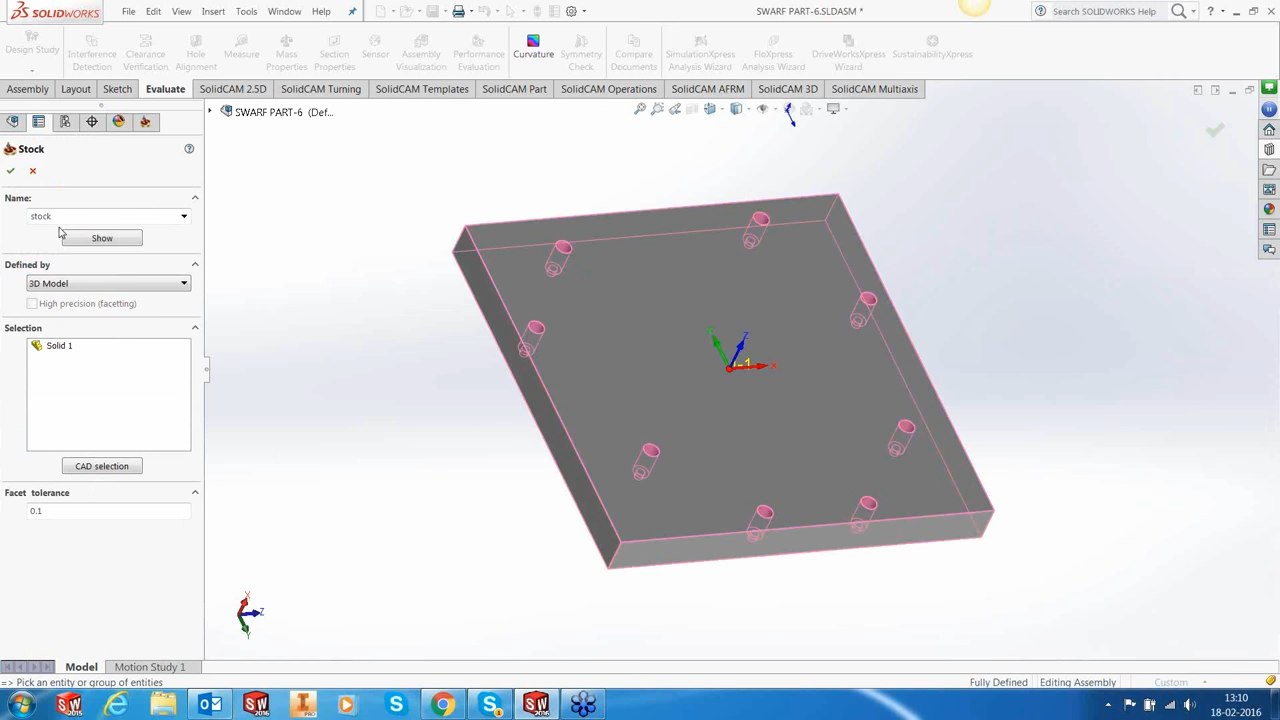 SOLIDWORKS File Edit View Insert Tools Window Help SWARF PART-6.SLDASM * Search SOLIDWORKS Help
Design Study Interference Detection Clearance Verification Hole Alignment Measure Mass Properties Section Properties Sensor Assembly Visualization Performance Evaluation Curvature Symmetry Check Compare Documents SimulationXpress Analysis Wizard FloXpress Analysis Wizard DriveWorksXpress Wizard SustainabilityXpress
Assembly Layout Sketch Evaluate SolidCAM 2.5D SolidCAM Turning SolidCAM Templates SolidCAM Part SolidCAM Operations SolidCAM AFRM SolidCAM 3D SolidCAM Multiaxis
SWARF PART-6 (Def...
Stock
Name:
stock
Show
Defined by
3D Model
High precision (facetting)
Selection
Solid 1
CAD selection
Facet tolerance
0.1
Z
-1
X
X
Z
Y
Model Motion Study 1
=> Pick an entity or group of entities Fully Defined Editing Assembly Custom
13:10
18-02-2016